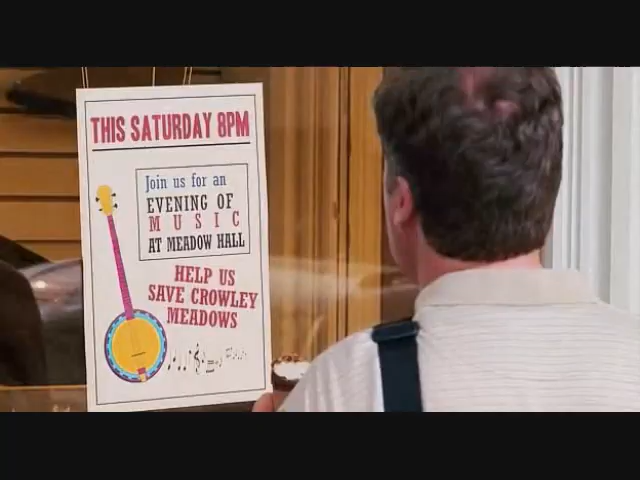 THIS SATURDAY 8PM
Join us for an
EVENING OF
MUSIC
AT MEADOW HALL
HELP US
SAVE CROWLEY
MEADOWS